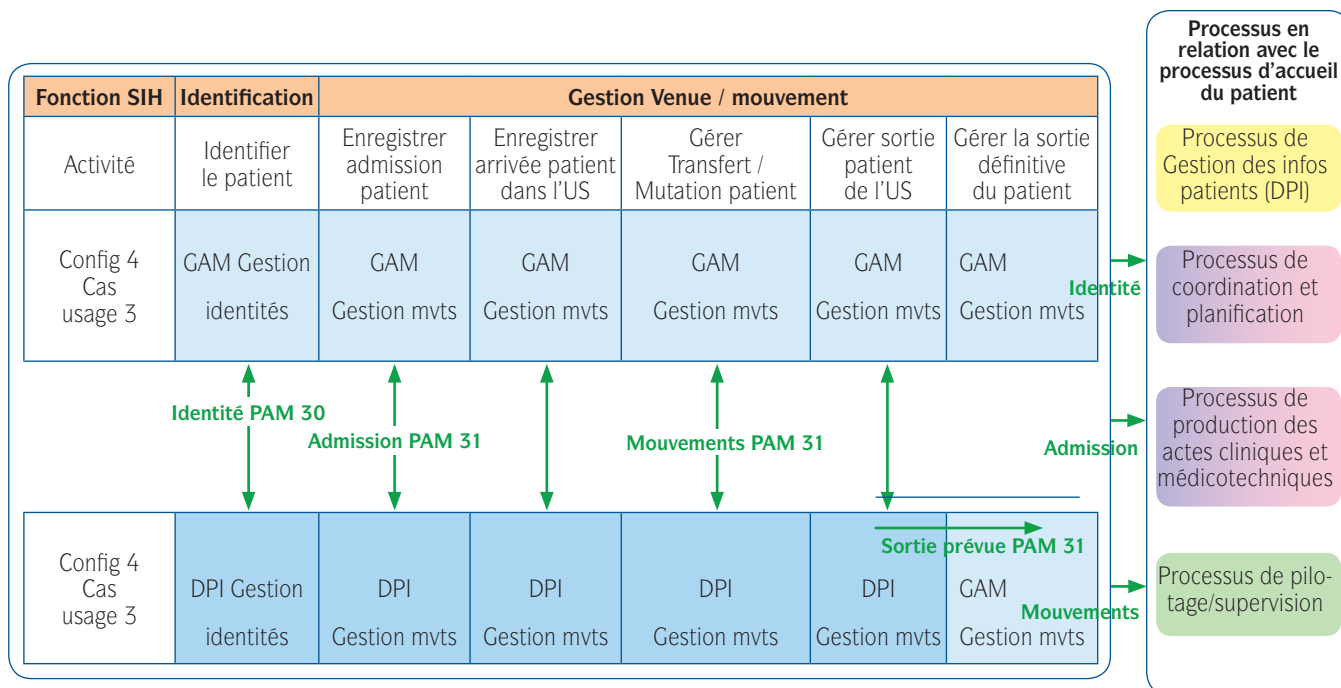 Fonction SIH Identification Gestion Venue / mouvement
Activité
Identifier
le patient
Enregistrer
admission
patient
Enregistrer
arrivée patient
dans l'US
Gérer
Transfert /
Mutation patient
Gérer sortie
patient
de l'US
Gérer la sortie
définitive
du patient
Config 4
Cas
usage 3
GAM Gestion
identités
GAM
Gestion mvts
GAM
Gestion mvts
GAM
Gestion mvts
GAM
Gestion mvts
GAM
Gestion mvts
Identité PAM 30
Admission PAM 31
Mouvements PAM 31
Config 4
Cas
usage 3
DPI Gestion
identités
DPI
Gestion mvts
DPI
Gestion mvts
DPI
Gestion mvts
DPI
Gestion mvts
Sortie prévue PAM 31
GAM
Gestion mvts
Identité
Admission
Mouvements
Processus en
relation avec le
processus d'accueil
du patient
Processus de
Gestion des infos
patients (DPI)
Processus de
coordination et
planification
Processus de
production des
actes cliniques et
médicotechniques
Processus de pilo-
tage/supervision